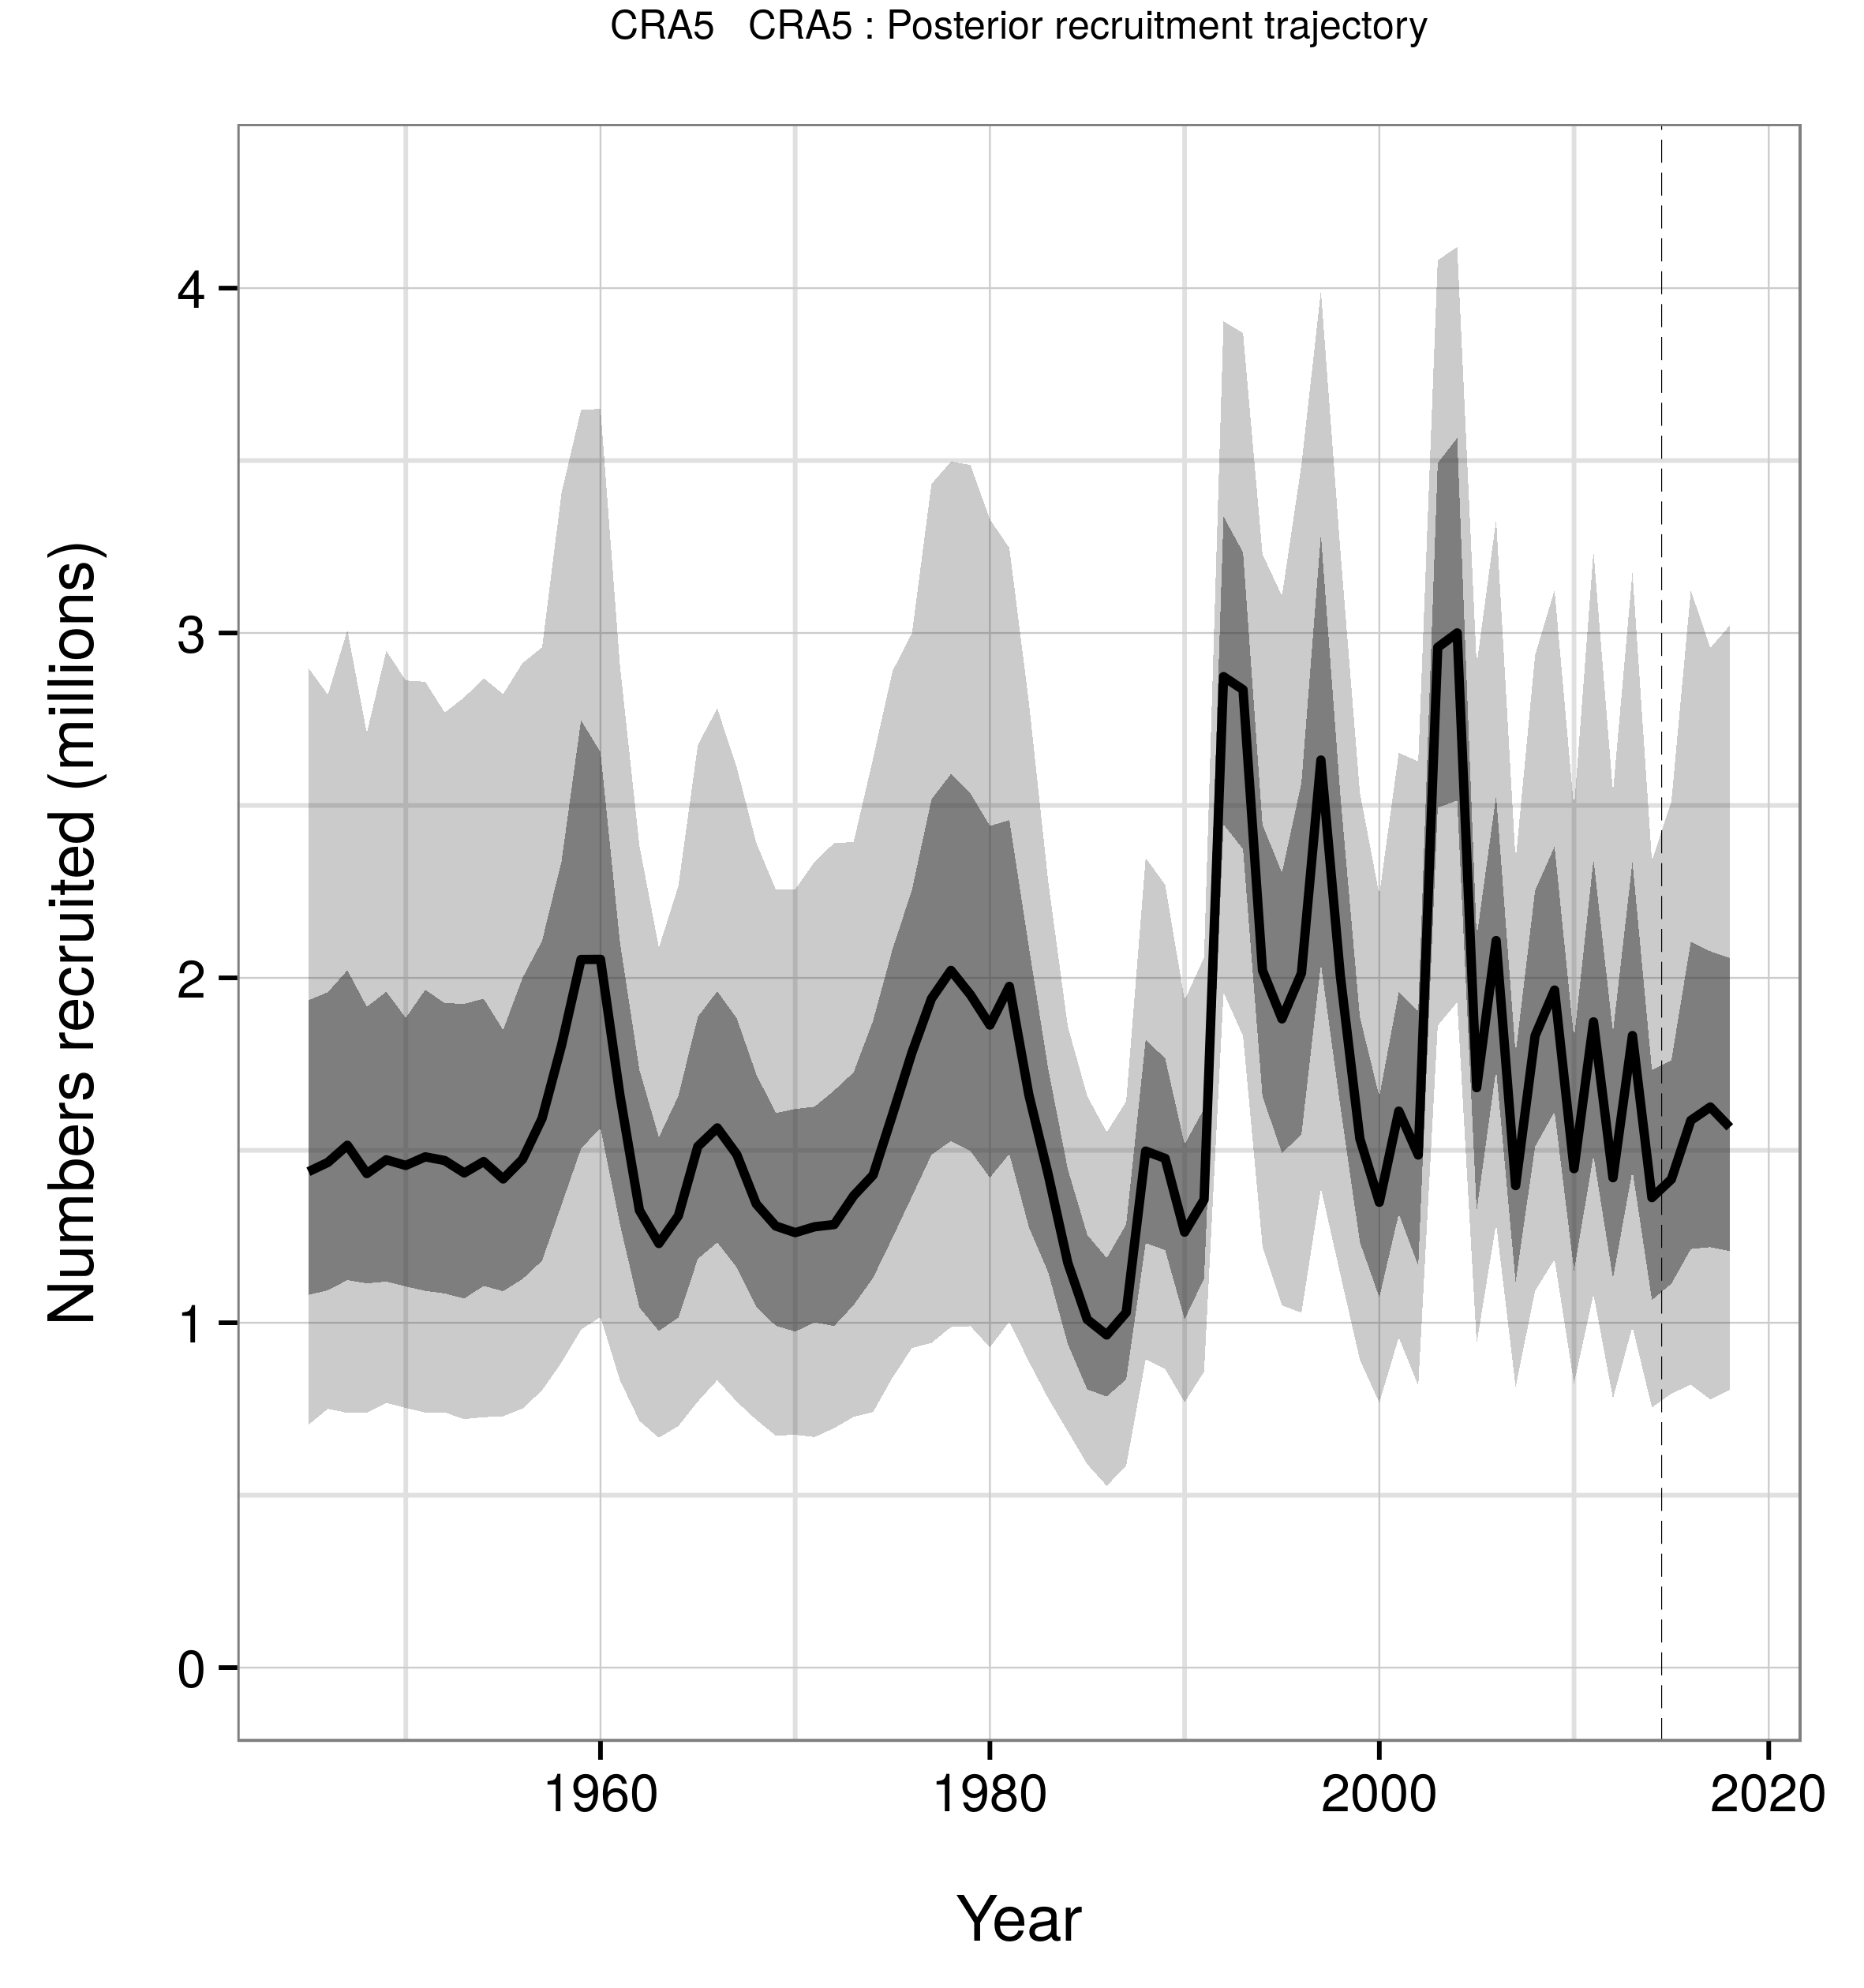 CRA5 CRA5 : Posterior recruitment trajectory
Numbers recruited (millions)
4
3
2
1
0
1960 1980 2000 2020
Year